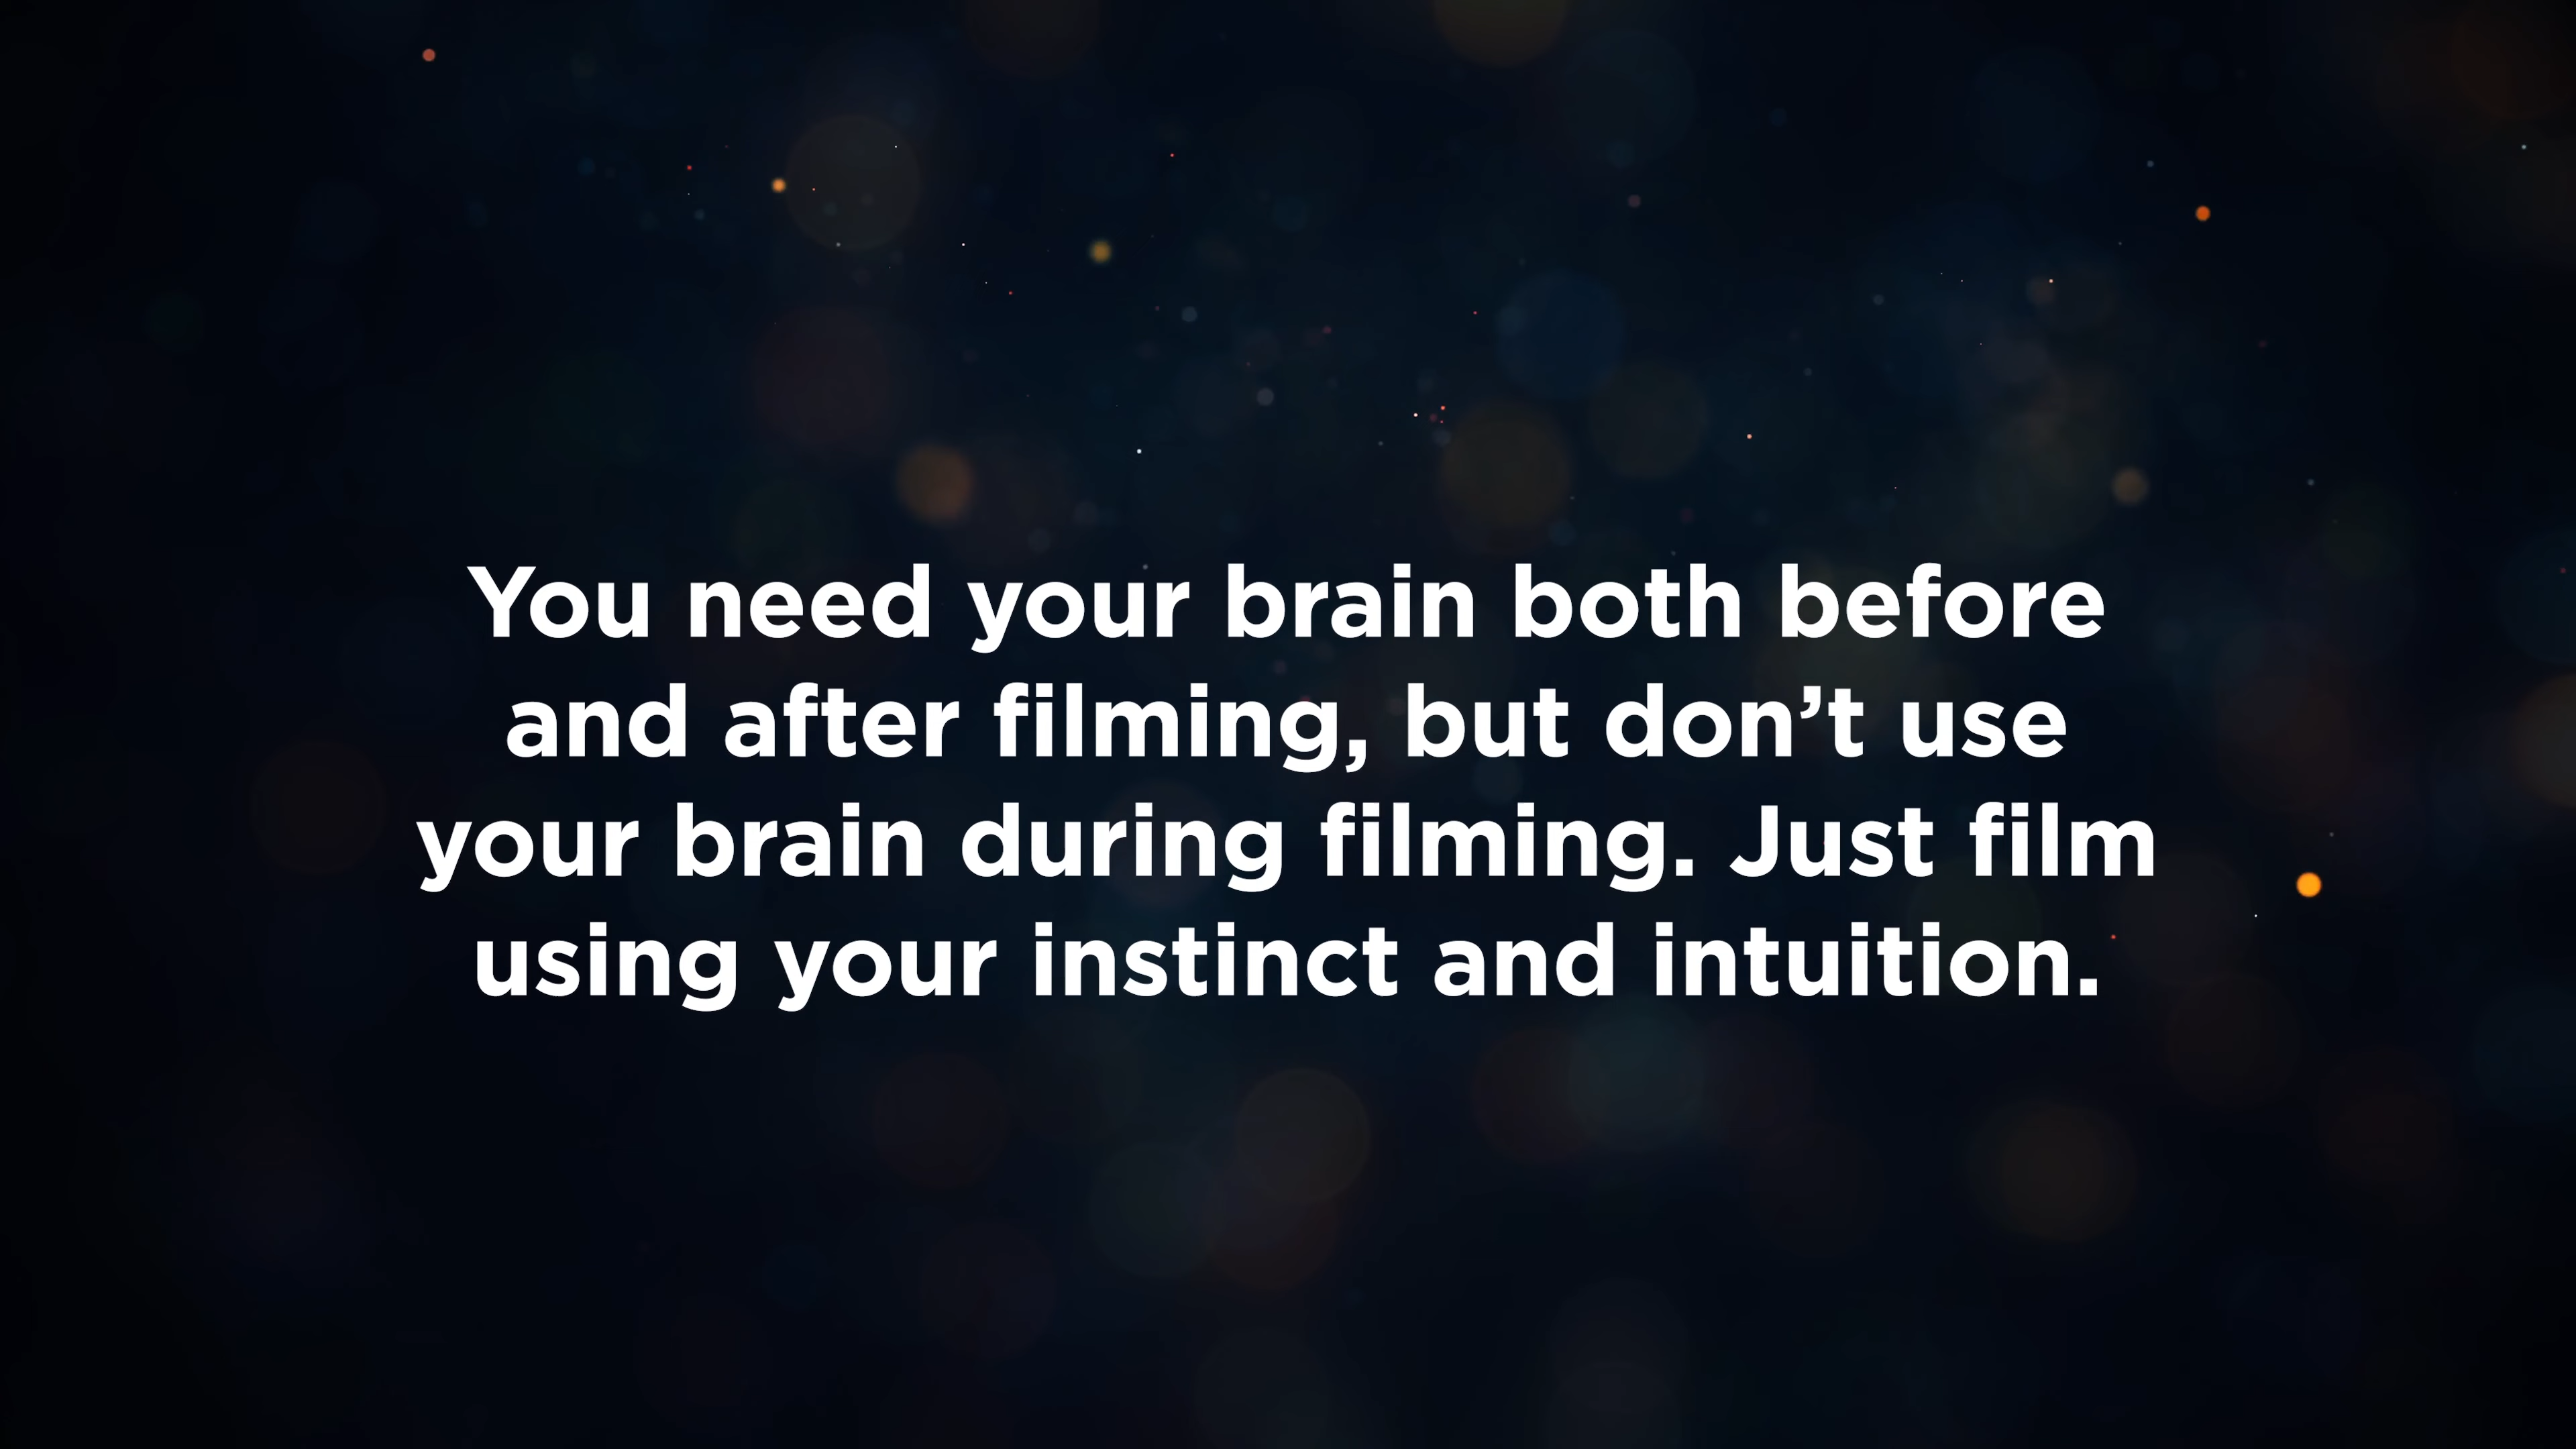 You need your brain both before
and after filming, but don’t use
your brain during filming. Just film
using your instinct and intuition.